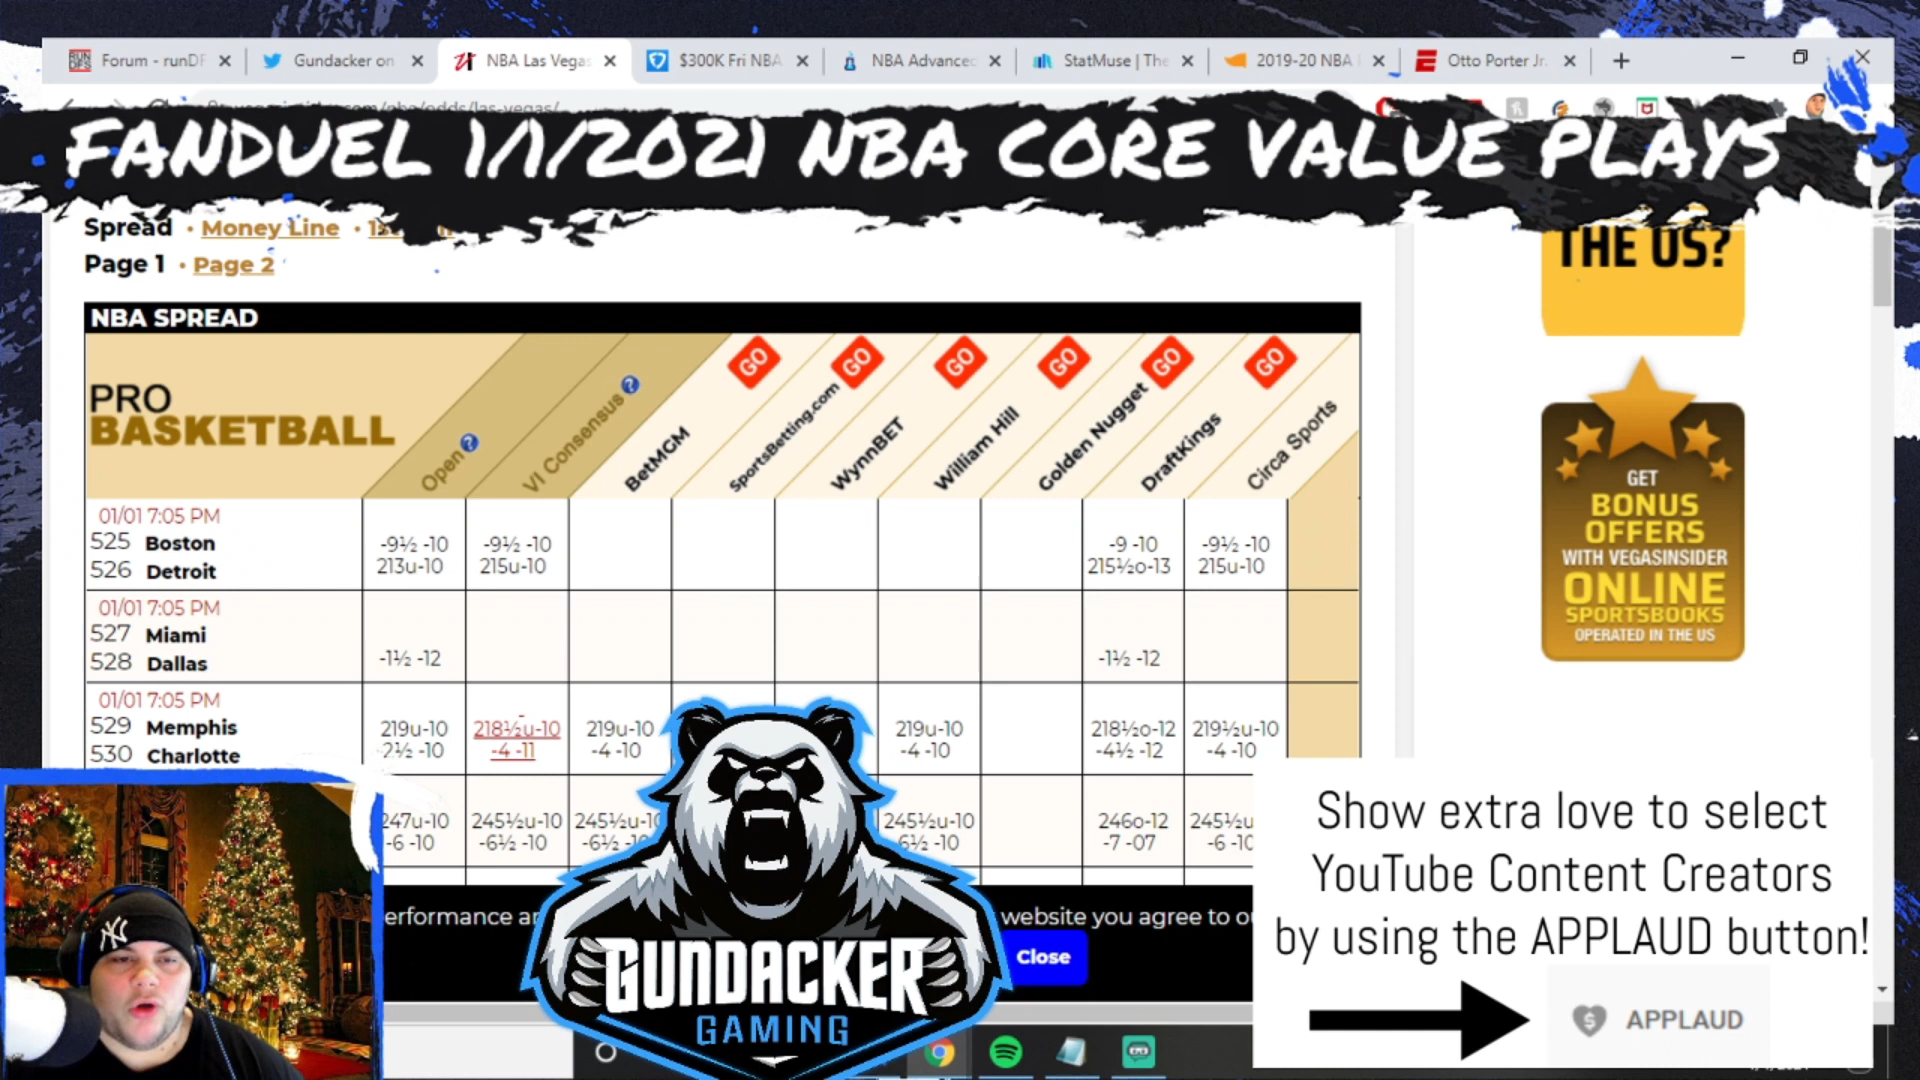 Forum - runDF
Gundacker on
NBA Las Vegas
$300K Fri NBA
NBA Advanced
StatMuse | The
2019-20 NBA
Otto Porter Jr.
FANDUEL 1/1/2021 NBA CORE VALUE PLAYS
Spread · Money Line ·
Page 1 · Page 2
THE US?
NBA SPREAD
PRO
BASKETBALL
Open
VI Consensus
BetMGM
SportsBetting.com
WynnBET
William Hill
Golden Nugget
DraftKings
Circa Sports
GO GO GO GO GO GO
01/01 7:05 PM
525 Boston -9½ -10 -9½ -10 -9 -10 -9½ -10
526 Detroit 213u-10 215u-10 215½o-13 215u-10
01/01 7:05 PM
527 Miami
528 Dallas -1½ -12 -1½ -12
01/01 7:05 PM
529 Memphis 219u-10 218½u-10 219u-10 219u-10 218½o-12 219½u-10
530 Charlotte -2½ -10 -4 -11 -4 -10 -4 -10 -4½ -12 -4 -10
247u-10 245½u-10 245½u-10 245½u-10 246o-12 245½u
-6 -10 -6½ -10 -6½ -10 6½ -10 -7 -07 -6 -10
GET
BONUS
OFFERS
WITH VEGASINSIDER
ONLINE
SPORTSBOOKS
OPERATED IN THE US
website you agree to
Close
NY
GUNDACKER
GAMING
Show extra love to select
YouTube Content Creators
by using the APPLAUD button!
$ APPLAUD